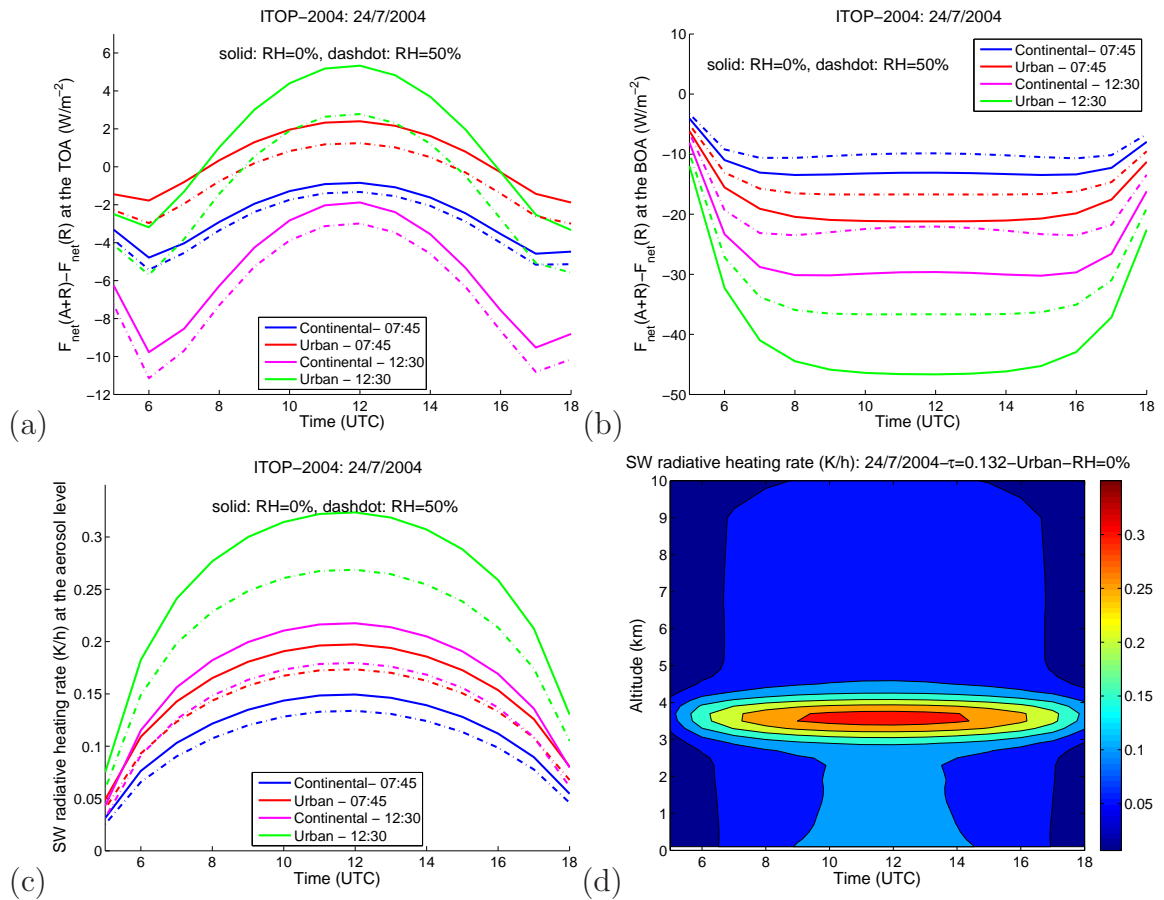 ITOP−2004: 24/7/2004
solid: RH=0%, dashdot: RH=50%
F_net(A+R)−F_net(R) at the TOA (W/m^−2)
6
4
2
0
−2
−4
−6
−8
−10
−12
Continental− 07:45
Urban − 07:45
Continental − 12:30
Urban − 12:30
6 8 10 12 14 16 18
Time (UTC)
(a)
ITOP−2004: 24/7/2004
solid: RH=0%, dashdot: RH=50%
Continental− 07:45
Urban − 07:45
Continental − 12:30
Urban − 12:30
F_net(A+R)−F_net(R) at the BOA (W/m^−2)
10
0
−10
−20
−30
−40
−50
6 8 10 12 14 16 18
Time (UTC)
(b)
ITOP−2004: 24/7/2004
solid: RH=0%, dashdot: RH=50%
SW radiative heating rate (K/h) at the aerosol level
0.3
0.25
0.2
0.15
0.1
0.05
0
Continental− 07:45
Urban − 07:45
Continental − 12:30
Urban − 12:30
6 8 10 12 14 16 18
Time (UTC)
(c)
SW radiative heating rate (K/h): 24/7/2004−τ=0.132−Urban−RH=0%
Altitude (km)
10
9
8
7
6
5
4
3
2
1
0
6 8 10 12 14 16 18
Time (UTC)
0.3
0.25
0.2
0.15
0.1
0.05
(d)